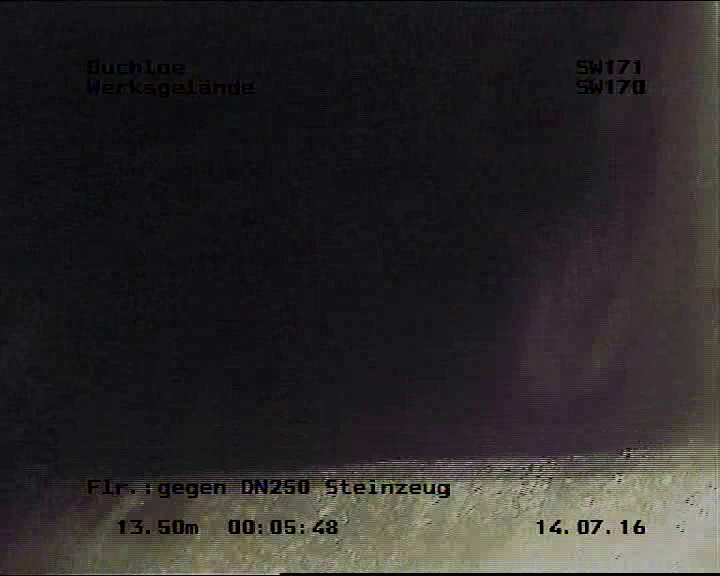 Buchloe SW171
Werksgelände SW170
Flr.:gegen DN250 Steinzeug
13.50m 00:05:48 14.07.16